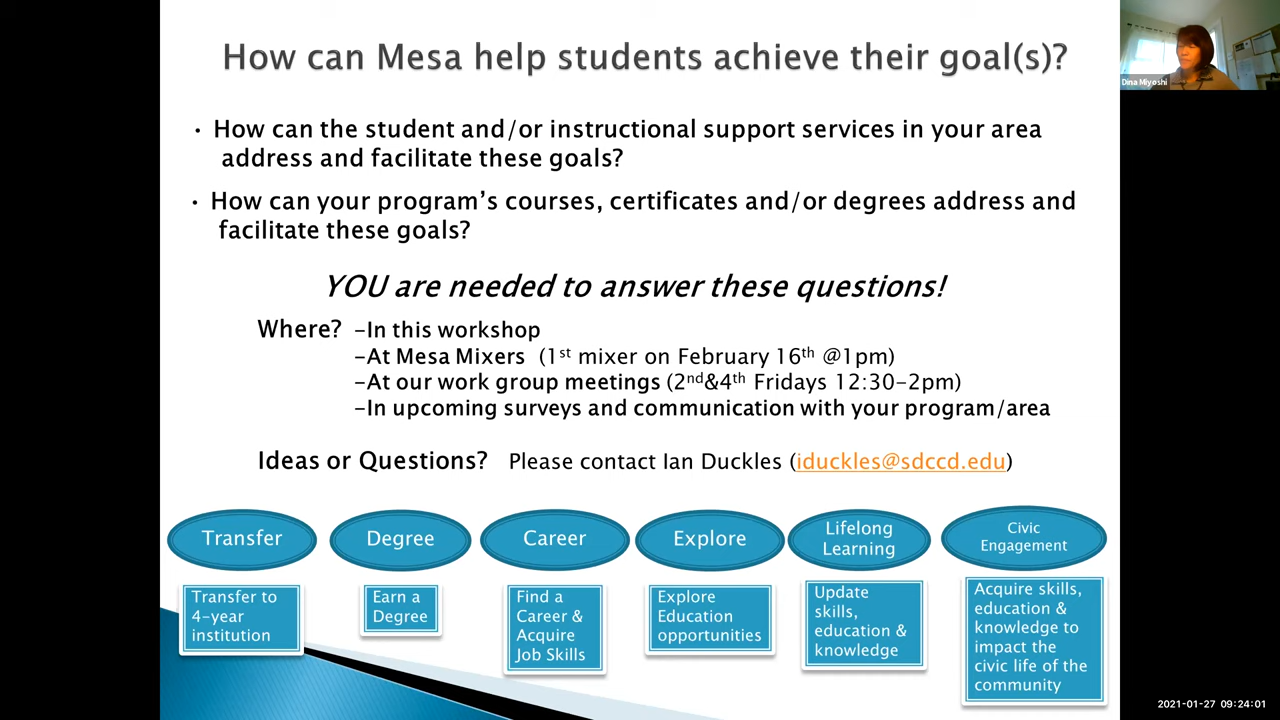 How can Mesa help students achieve their goal(s)?
Dina Miyoshi
• How can the student and/or instructional support services in your area
address and facilitate these goals?
• How can your program's courses, certificates and/or degrees address and
facilitate these goals?
YOU are needed to answer these questions!
Where? -In this workshop
-At Mesa Mixers (1st mixer on February 16th @1pm)
-At our work group meetings (2nd&4th Fridays 12:30-2pm)
-In upcoming surveys and communication with your program/area
Ideas or Questions? Please contact Ian Duckles (iduckles@sdccd.edu)
Transfer
Degree
Career
Explore
Lifelong
Learning
Civic
Engagement
Transfer to
4-year
institution
Earn a
Degree
Find a
Career &
Acquire
Job Skills
Explore
Education
opportunities
Update
skills,
education &
knowledge
Acquire skills,
education &
knowledge to
impact the
civic life of the
community
2021-01-27 09:24:01